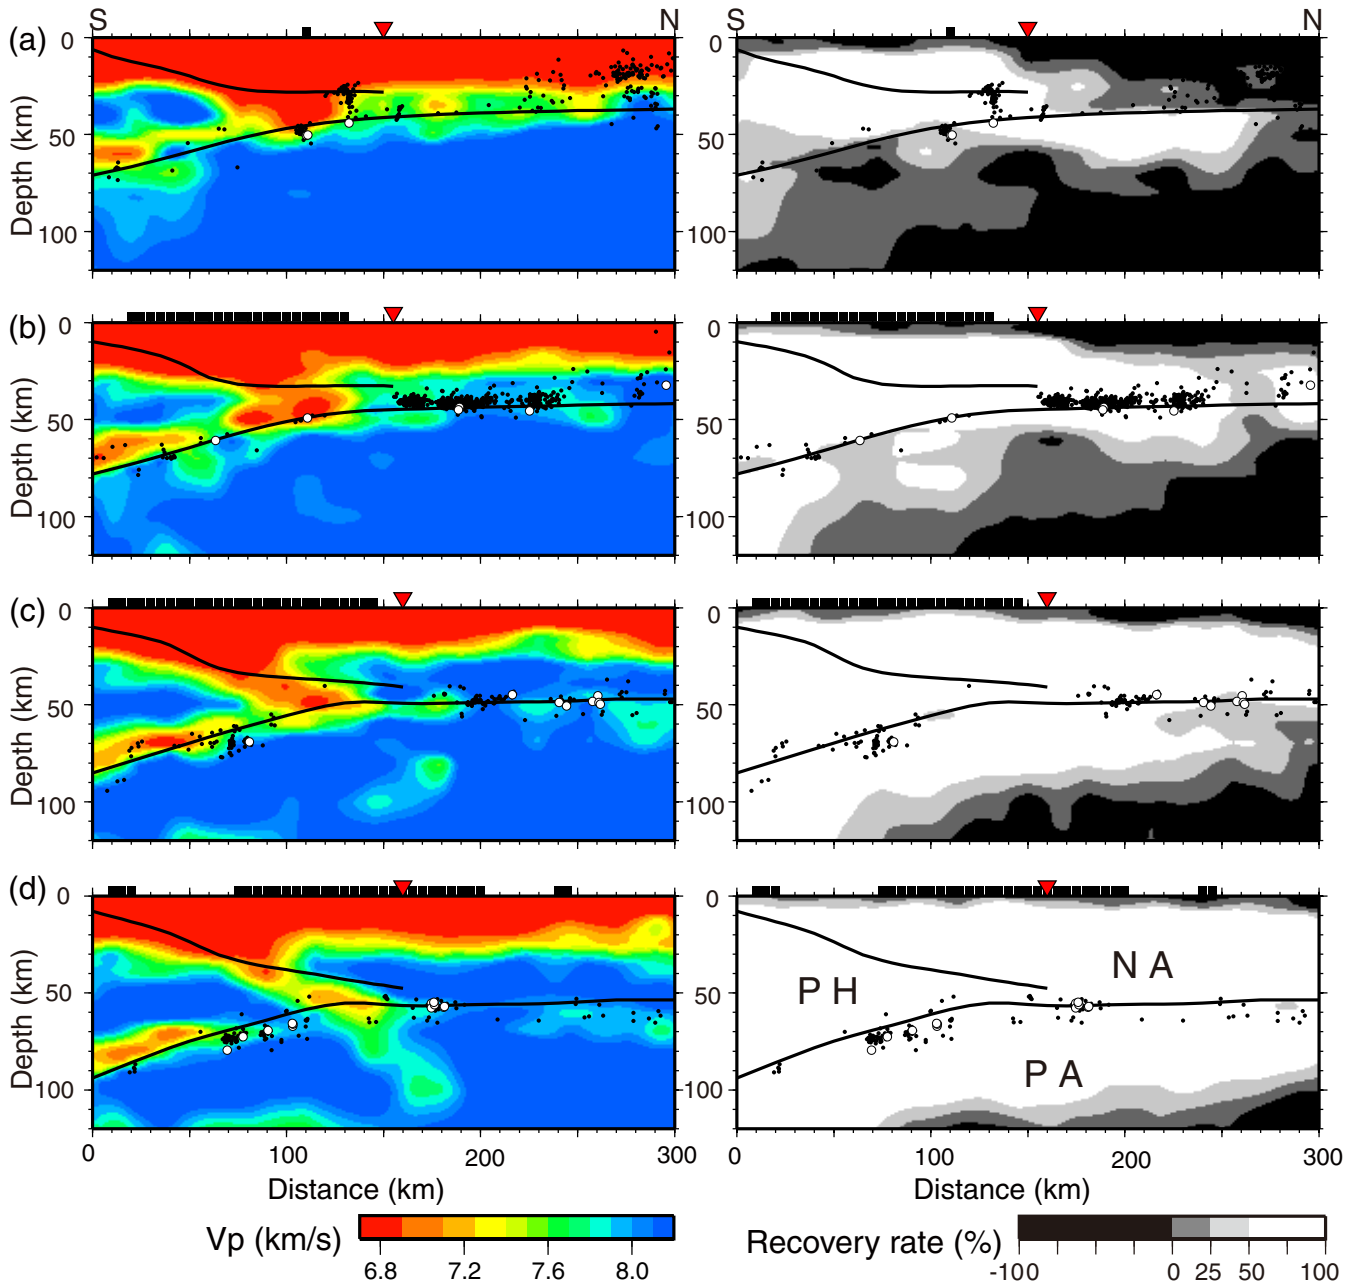 S N S N
(a)
0 0
50 50
100 100
Depth (km)
(b)
0 0
50 50
100 100
Depth (km)
(c)
0 0
50 50
100 100
Depth (km)
(d)
0 0
50 50
100 100
Depth (km)
P H
N A
P A
0 100 200 300 0 100 200 300
Distance (km) Distance (km)
Vp (km/s)
6.8 7.2 7.6 8.0
Recovery rate (%)
-100 0 25 50 100